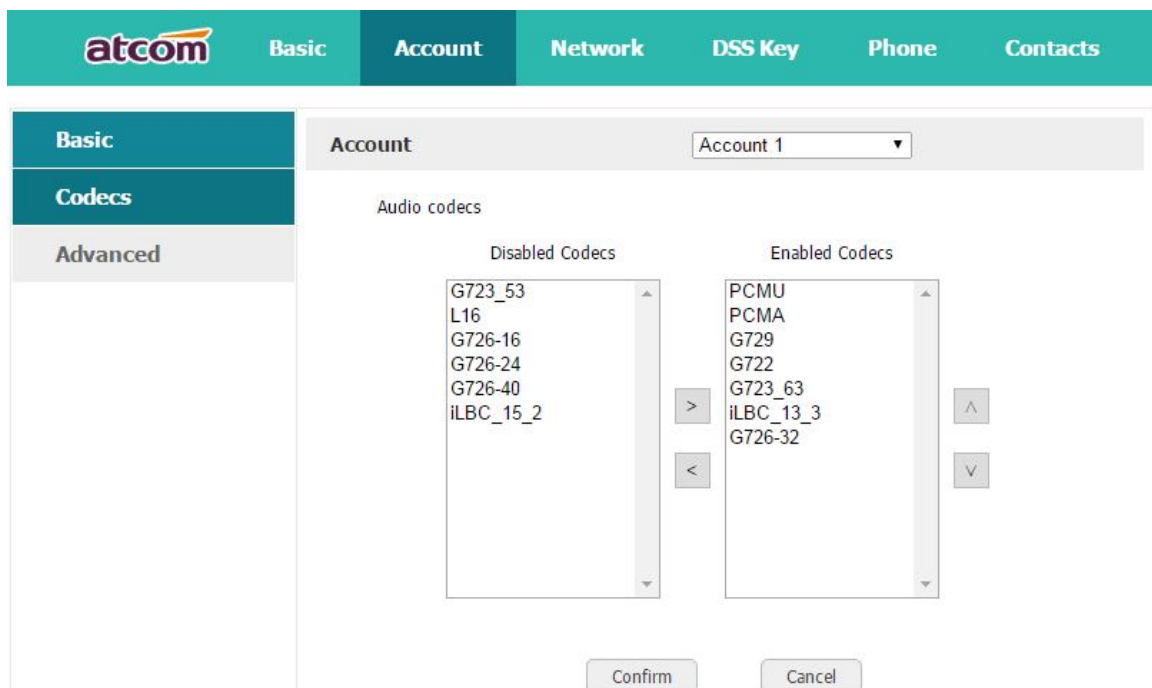 atcom Basic Account Network DSS Key Phone Contacts
Basic
Codecs
Advanced
Account Account 1
Audio codecs
Disabled Codecs Enabled Codecs
G723_53
L16
G726-16
G726-24
G726-40
iLBC_15_2
>
<
PCMU
PCMA
G729
G722
G723_63
iLBC_13_3
G726-32
Confirm Cancel